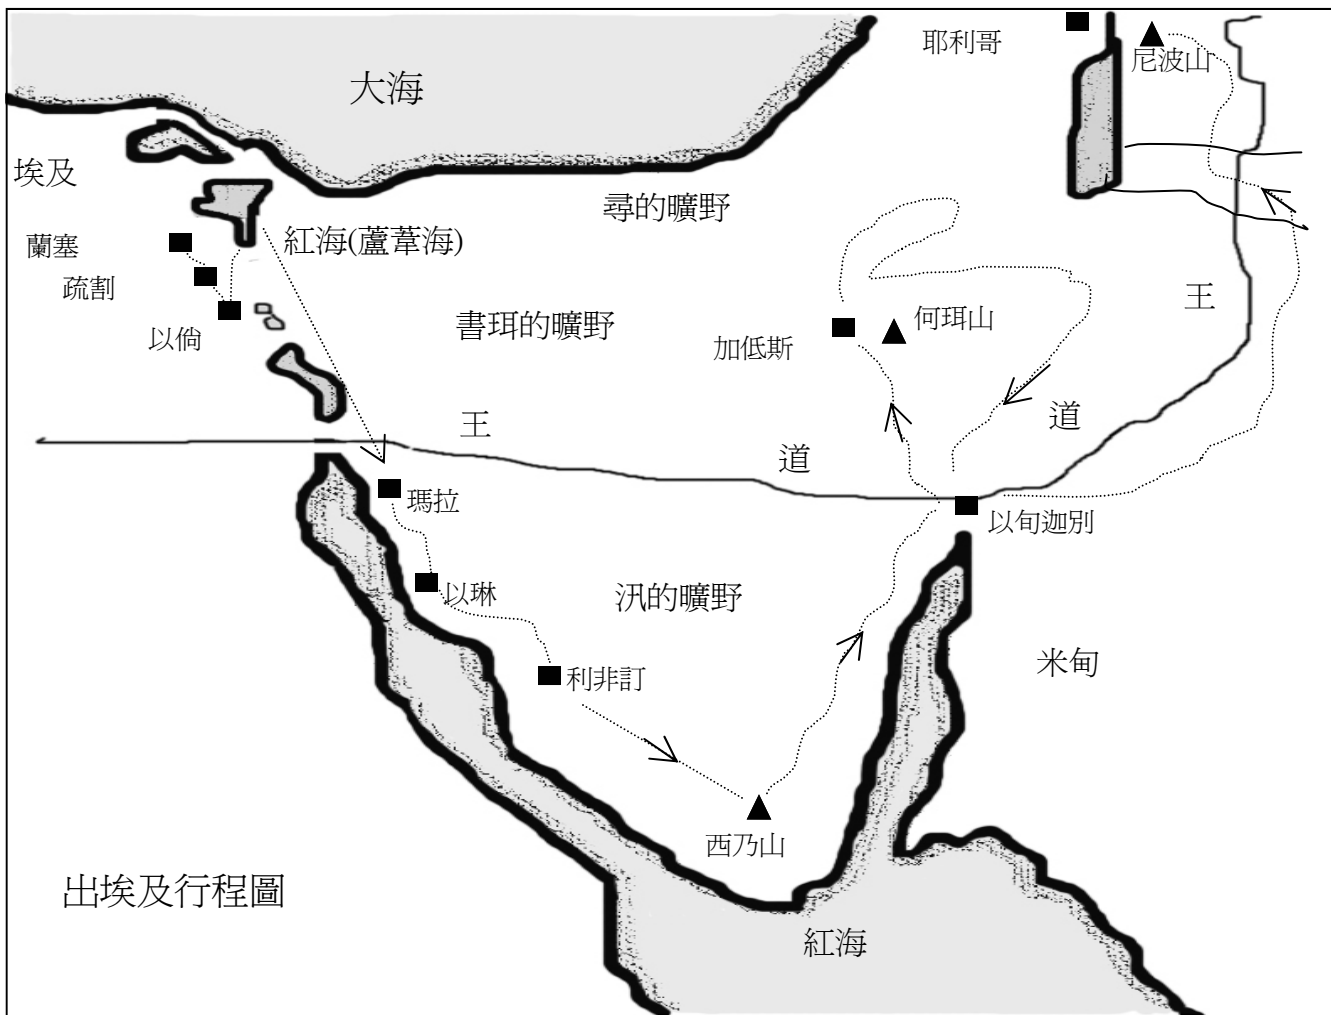 耶利哥
尼波山
大海
埃及
尋的曠野
蘭塞
紅海(蘆葦海)
疏割
王
以倘
書珥的曠野
加低斯
何珥山
王
道
道
瑪拉
以旬迦別
以琳
汛的曠野
利非訂
米甸
西乃山
出埃及行程圖
紅海